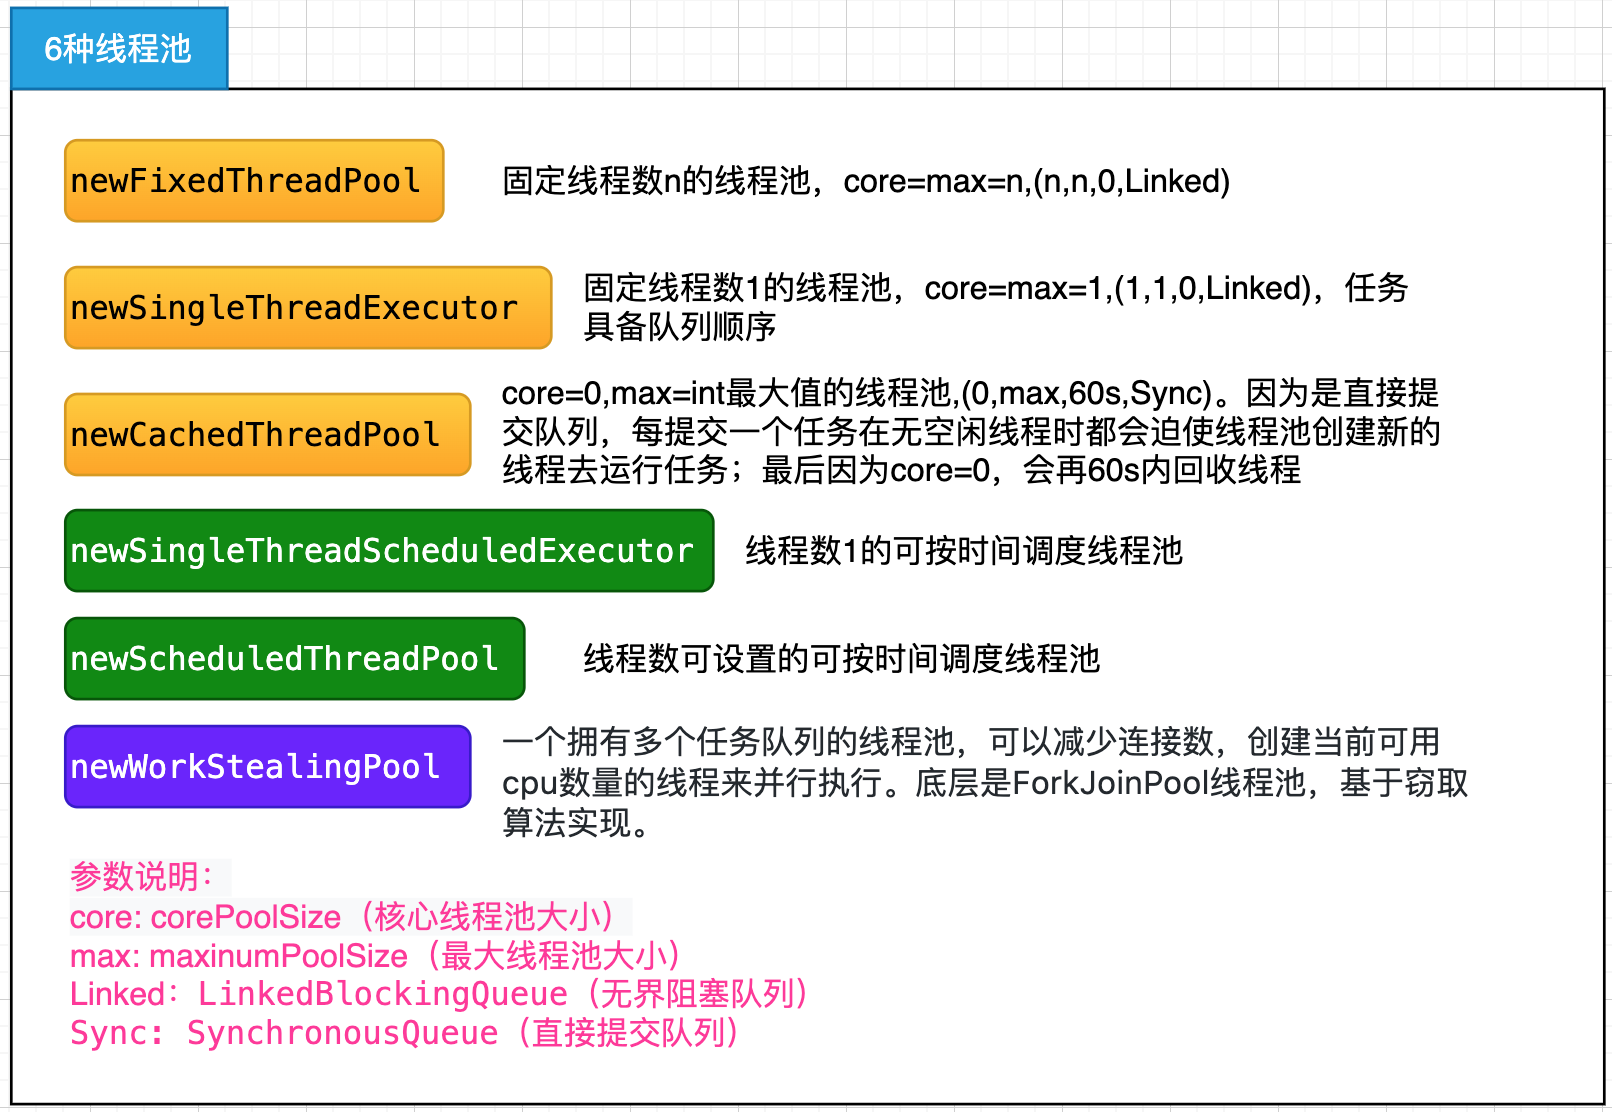 6种线程池
newFixedThreadPool
固定线程数n的线程池，core=max=n,(n,n,0,Linked)
newSingleThreadExecutor
固定线程数1的线程池，core=max=1,(1,1,0,Linked)，任务
具备队列顺序
newCachedThreadPool
core=0,max=int最大值的线程池,(0,max,60s,Sync)。因为是直接提
交队列，每提交一个任务在无空闲线程时都会迫使线程池创建新的
线程去运行任务；最后因为core=0，会再60s内回收线程
newSingleThreadScheduledExecutor
线程数1的可按时间调度线程池
newScheduledThreadPool
线程数可设置的可按时间调度线程池
newWorkStealingPool
一个拥有多个任务队列的线程池，可以减少连接数，创建当前可用
cpu数量的线程来并行执行。底层是ForkJoinPool线程池，基于窃取
算法实现。
参数说明：
core: corePoolSize（核心线程池大小）
max: maxinumPoolSize（最大线程池大小）
Linked：LinkedBlockingQueue（无界阻塞队列）
Sync: SynchronousQueue（直接提交队列）